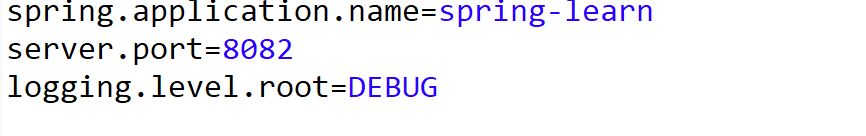 spring.application.name=spring-learn
server.port=8082
logging.level.root=DEBUG